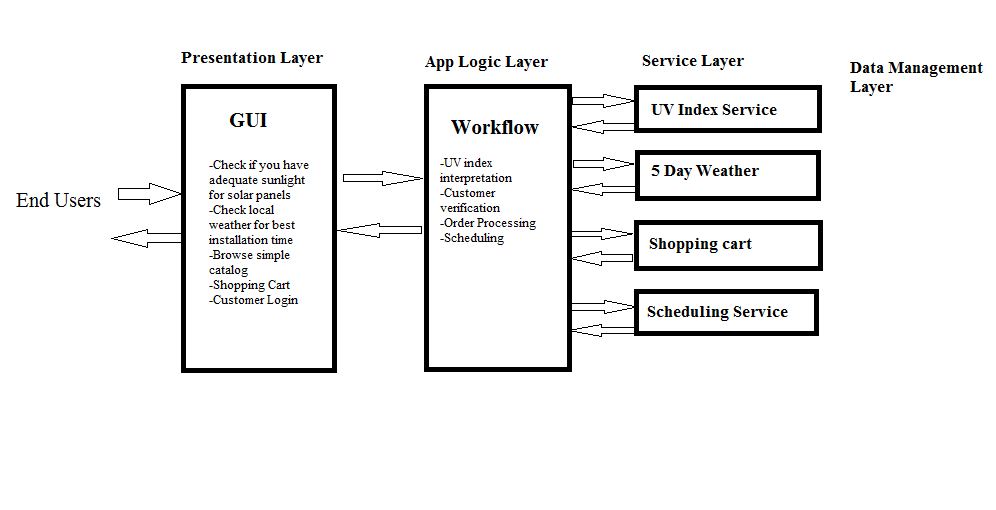 Presentation Layer
App Logic Layer
Service Layer
Data Management
Layer
End Users
GUI
-Check if you have
adequate sunlight
for solar panels
-Check local
weather for best
installation time
-Browse simple
catalog
-Shopping Cart
-Customer Login
Workflow
-UV index
interpretation
-Customer
verification
-Order Processing
-Scheduling
UV Index Service
5 Day Weather
Shopping cart
Scheduling Service